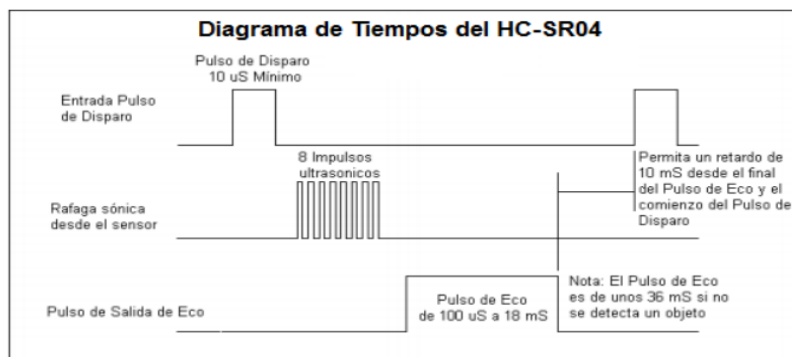 Diagrama de Tiempos del HC-SR04
Pulso de Disparo
10 uS Mínimo
Entrada Pulso
de Disparo
8 Impulsos
ultrasonicos
Permita un retardo de
10 mS desde el final
del Pulso de Eco y el
comienzo del Pulso de
Disparo
Rafaga sónica
desde el sensor
Pulso de Salida de Eco
Pulso de Eco
de 100 uS a 18 mS
Nota: El Pulso de Eco
es de unos 36 mS si no
se detecta un objeto